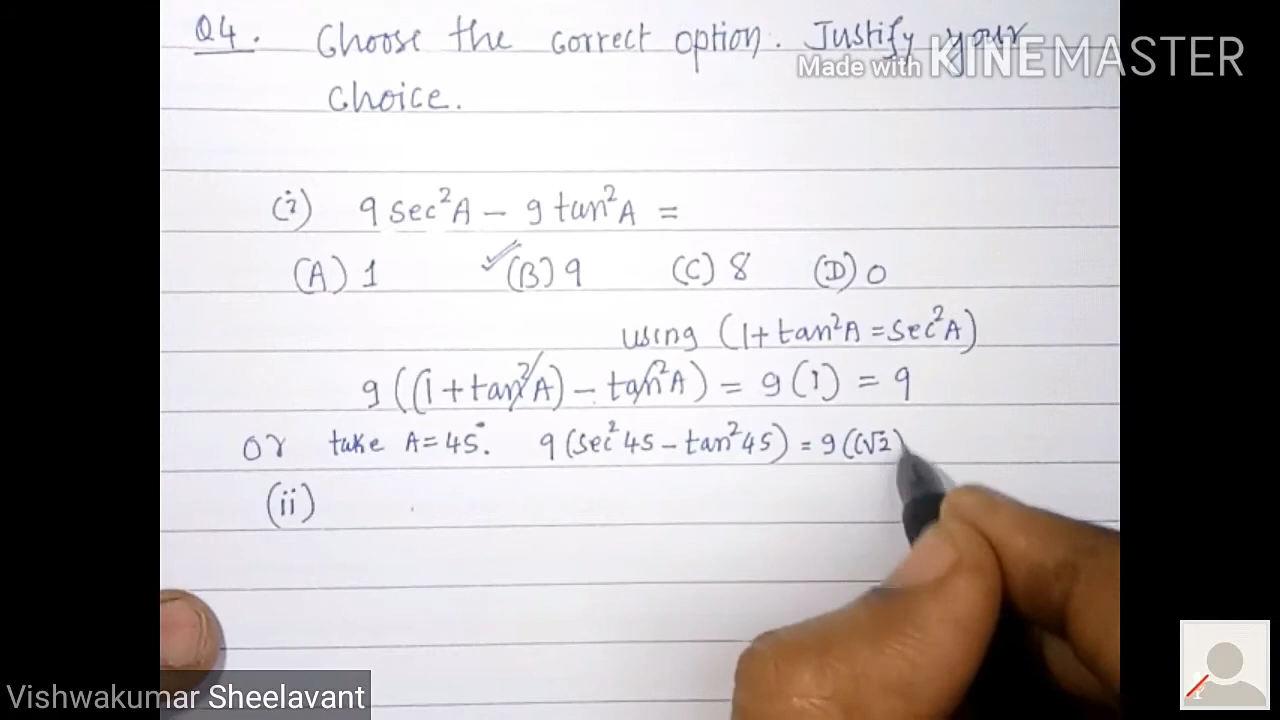 Q4. Choose the correct option. Justify your
Made with KINEMASTER
choice.
(i) 9 sec²A – 9 tan²A =
(A) 1 (B) 9 (C) 8 (D) 0
using (1+tan²A = sec²A)
9((1+tan²A) – tan²A) = 9(1) = 9
or take A=45°. 9(sec²45 – tan²45) = 9((√2)
(ii)
Vishwakumar Sheelavant